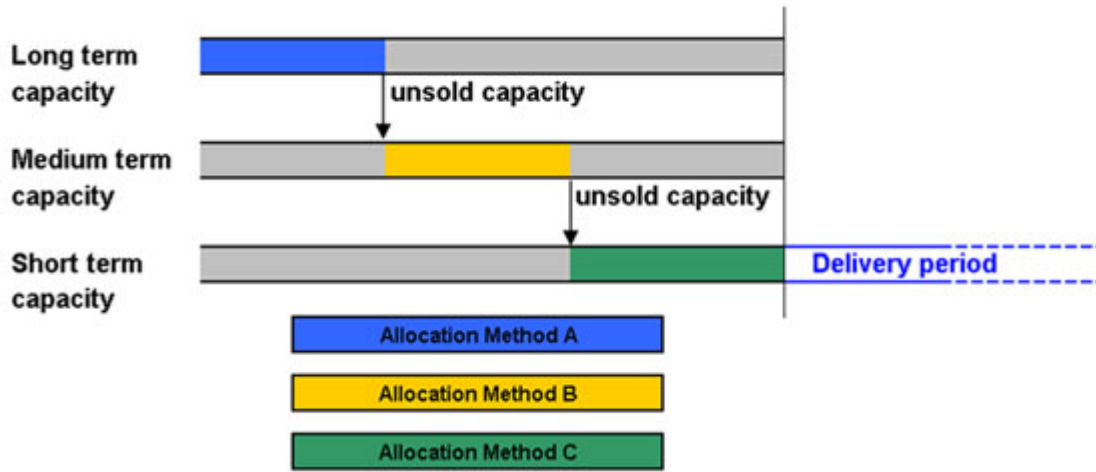 Long term
capacity
unsold capacity
Medium term
capacity
unsold capacity
Short term
capacity
Delivery period
Allocation Method A
Allocation Method B
Allocation Method C